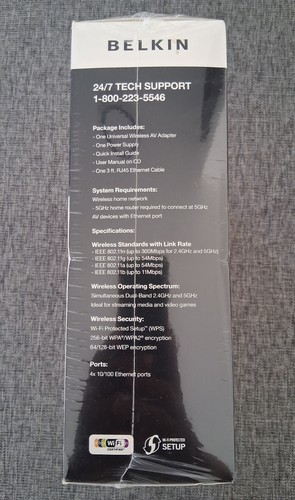 BELKIN
24/7 TECH SUPPORT
1-800-223-5546
Package Includes:
- One Universal Wireless AV Adapter
- One Power Supply
- Quick Install Guide
- User Manual on CD
- One 3 ft. RJ45 Ethernet Cable
System Requirements:
Wireless home network
- 5GHz home router required to connect at 5GHz
AV devices with Ethernet port
Specifications:
Wireless Standards with Link Rate
- IEEE 802.11n (up to 300Mbps for 2.4GHz and 5GHz)
- IEEE 802.11g (up to 54Mbps)
- IEEE 802.11a (up to 54Mbps)
- IEEE 802.11b (up to 11Mbps)
Wireless Operating Spectrum:
Simultaneous Dual-Band 2.4GHz and 5GHz
Ideal for streaming media and video games
Wireless Security:
Wi-Fi Protected Setup™ (WPS)
256-bit WPA®/WPA2® encryption
64/128-bit WEP encryption
Ports:
4x 10/100 Ethernet ports
Wi Fi
CERTIFIED
WI-FI PROTECTED
SETUP